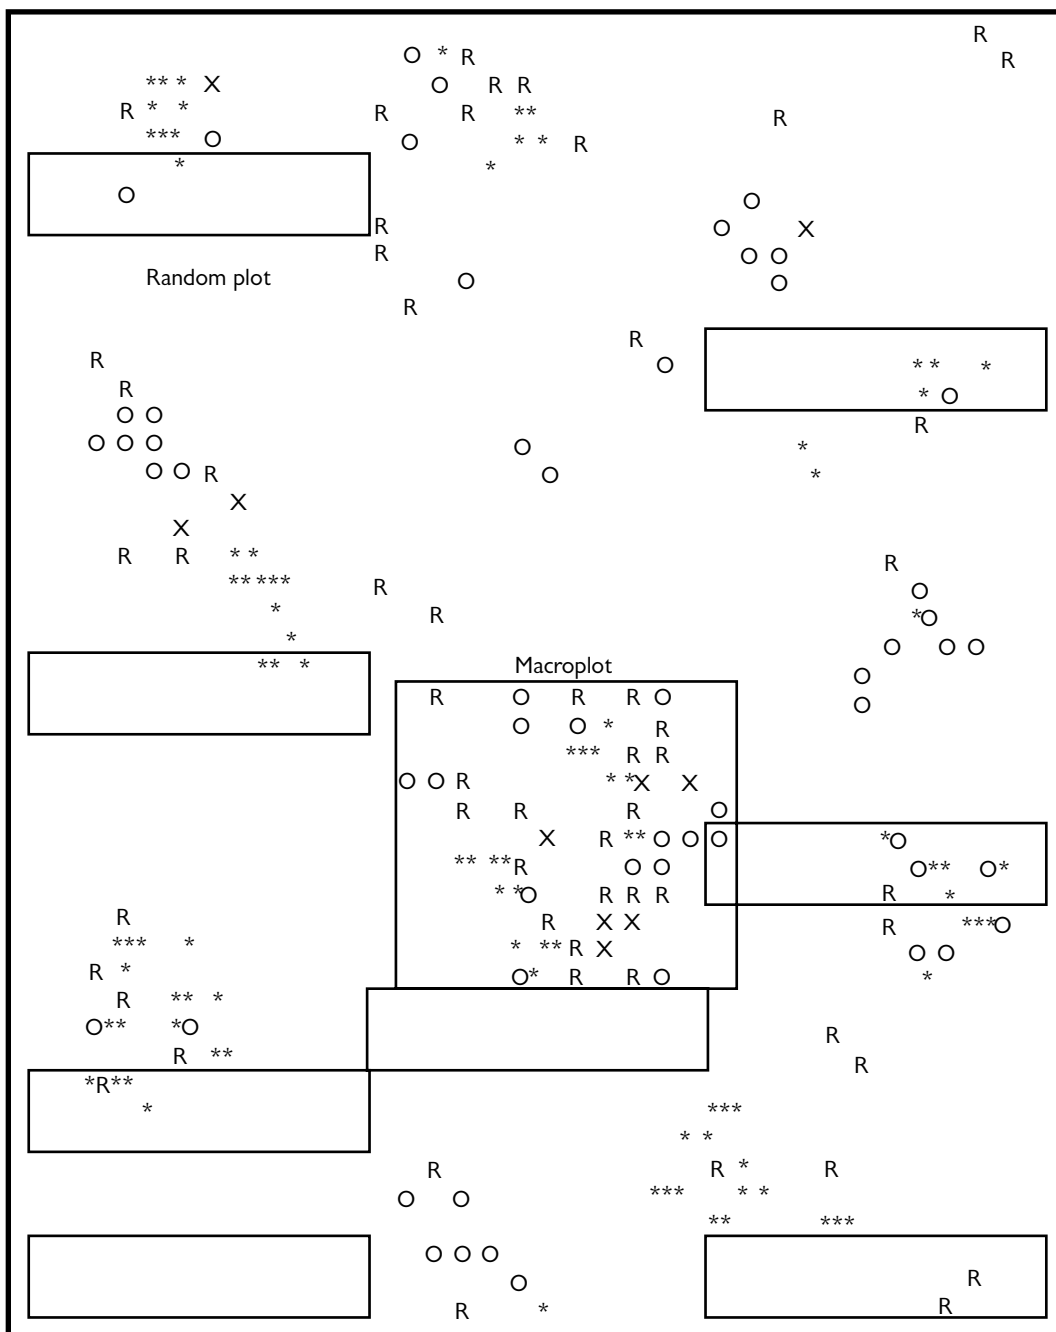 R
O * R R
** * X O R R
R * * R R ** R
*** O O * * R
* *
O O
R O X
R O O
Random plot O O
R
R
R O ** *
R * O
O O R
O O O O *
O O R O *
X
X
R R ** R
** *** R O
* R *O
* O O O
** * Macroplot O
R O R R O O
O O * R
*** R R
O O R * * X X
R R R O
X R ** O O O *O
** ** R O O O** O*
* *O R R R R *
R R X X R ***O
*** * * ** R X O O
R * O* R R O *
R ** *
O** *O R
R ** R
*R**
* ***
* *
R R * R
O O *** * *
** ***
O O O
O R
R * R